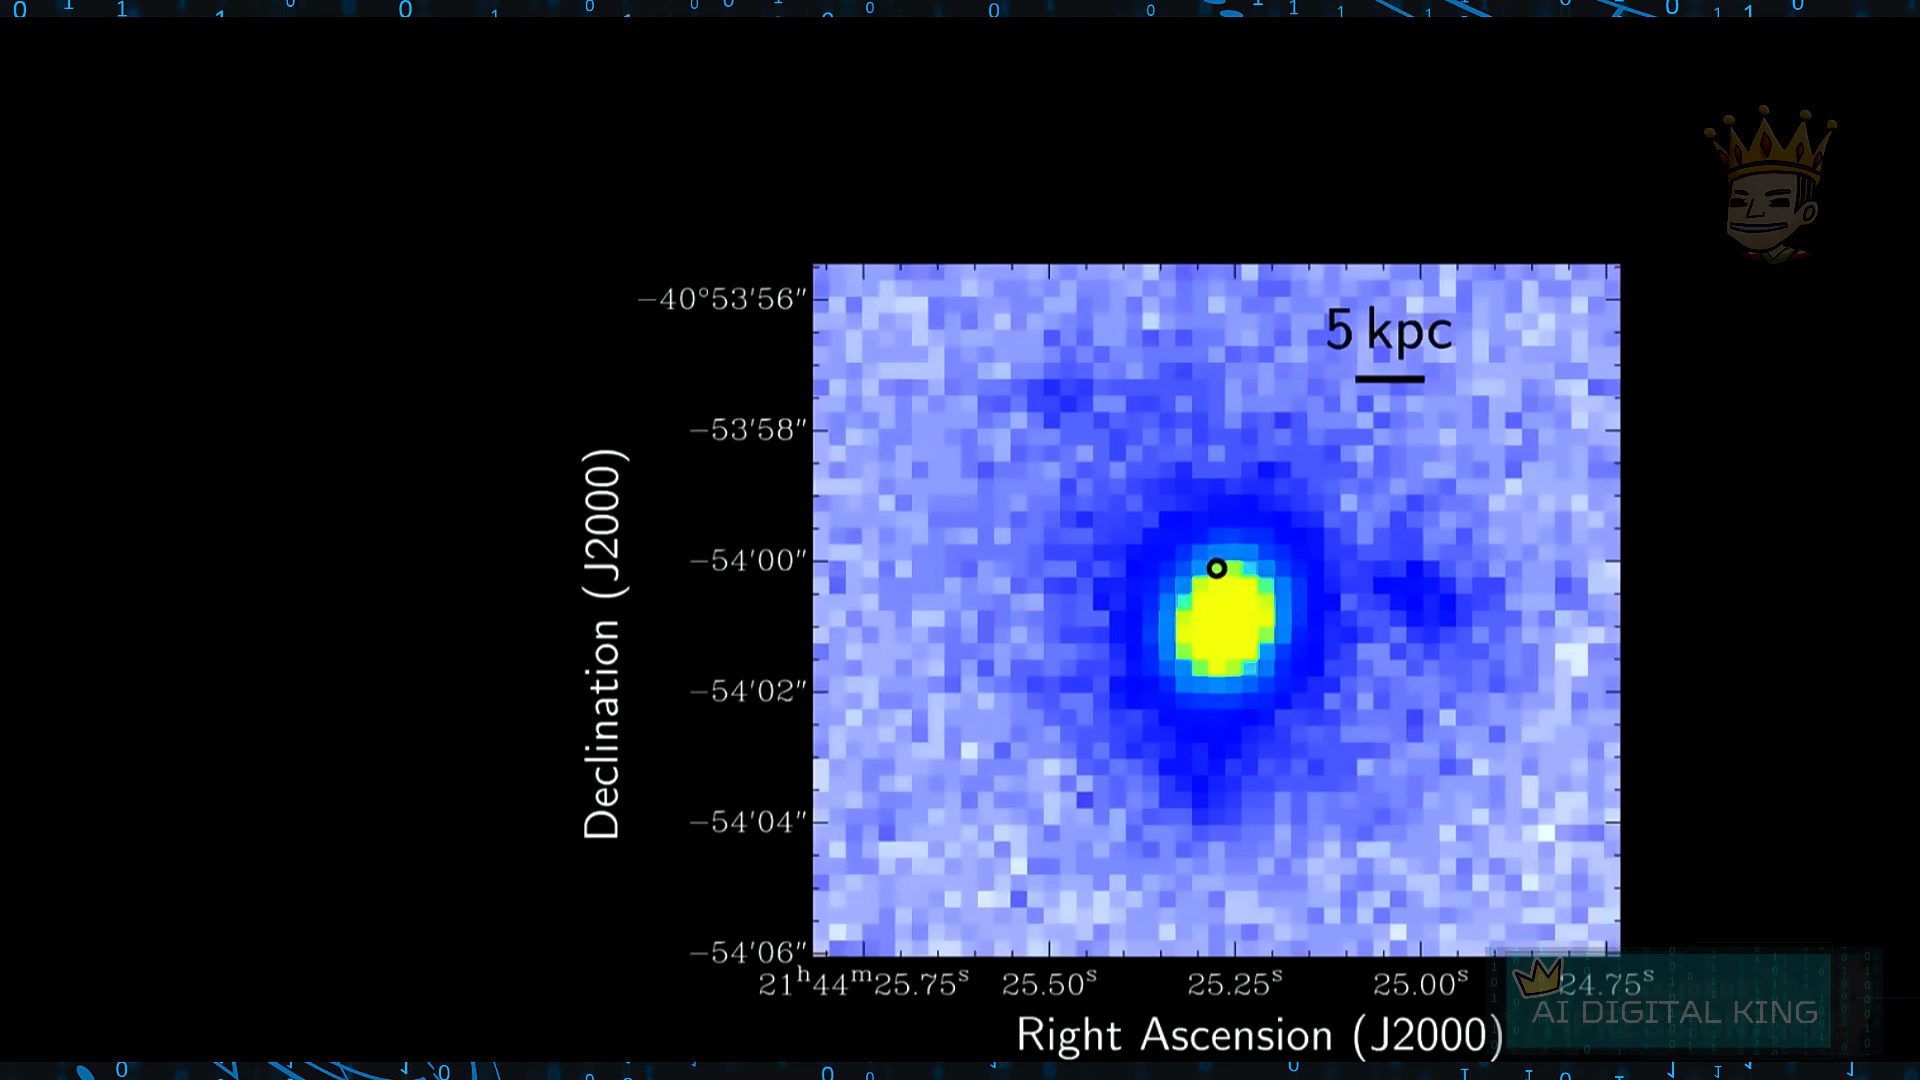 5 kpc
−40°53′56″
−53′58″
−54′00″
−54′02″
−54′04″
−54′06″
Declination (J2000)
21ʰ44ᵐ25.75ˢ 25.50ˢ 25.25ˢ 25.00ˢ 24.75ˢ
Right Ascension (J2000)
AI DIGITAL KING